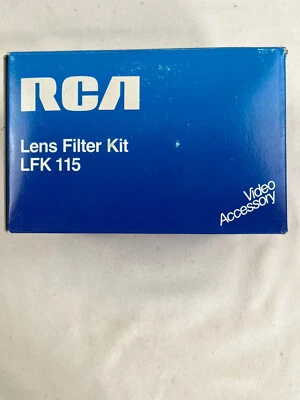 RCA
Lens Filter Kit
LFK 115
Video
Accessory